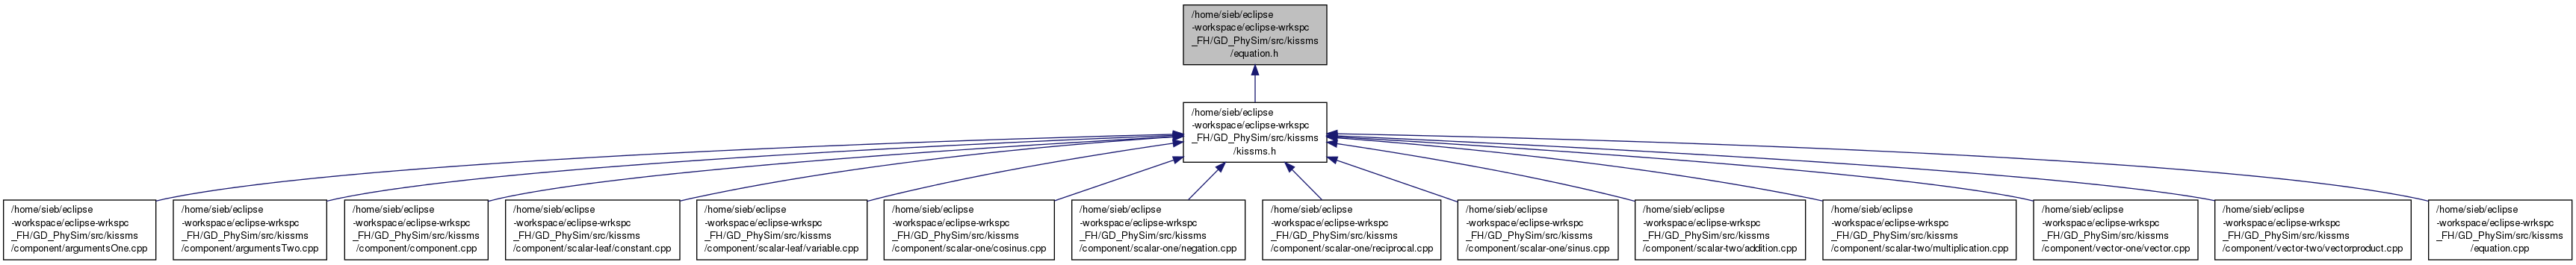 /home/sieb/eclipse
-workspace/eclipse-wrkspc
_FH/GD_PhySim/src/kissms
/equation.h
/home/sieb/eclipse
-workspace/eclipse-wrkspc
_FH/GD_PhySim/src/kissms
/kissms.h
/home/sieb/eclipse
-workspace/eclipse-wrkspc
_FH/GD_PhySim/src/kissms
/component/argumentsOne.cpp
/home/sieb/eclipse
-workspace/eclipse-wrkspc
_FH/GD_PhySim/src/kissms
/component/argumentsTwo.cpp
/home/sieb/eclipse
-workspace/eclipse-wrkspc
_FH/GD_PhySim/src/kissms
/component/component.cpp
/home/sieb/eclipse
-workspace/eclipse-wrkspc
_FH/GD_PhySim/src/kissms
/component/scalar-leaf/constant.cpp
/home/sieb/eclipse
-workspace/eclipse-wrkspc
_FH/GD_PhySim/src/kissms
/component/scalar-leaf/variable.cpp
/home/sieb/eclipse
-workspace/eclipse-wrkspc
_FH/GD_PhySim/src/kissms
/component/scalar-one/cosinus.cpp
/home/sieb/eclipse
-workspace/eclipse-wrkspc
_FH/GD_PhySim/src/kissms
/component/scalar-one/negation.cpp
/home/sieb/eclipse
-workspace/eclipse-wrkspc
_FH/GD_PhySim/src/kissms
/component/scalar-one/reciprocal.cpp
/home/sieb/eclipse
-workspace/eclipse-wrkspc
_FH/GD_PhySim/src/kissms
/component/scalar-one/sinus.cpp
/home/sieb/eclipse
-workspace/eclipse-wrkspc
_FH/GD_PhySim/src/kissms
/component/scalar-two/addition.cpp
/home/sieb/eclipse
-workspace/eclipse-wrkspc
_FH/GD_PhySim/src/kissms
/component/scalar-two/multiplication.cpp
/home/sieb/eclipse
-workspace/eclipse-wrkspc
_FH/GD_PhySim/src/kissms
/component/vector-one/vector.cpp
/home/sieb/eclipse
-workspace/eclipse-wrkspc
_FH/GD_PhySim/src/kissms
/component/vector-two/vectorproduct.cpp
/home/sieb/eclipse
-workspace/eclipse-wrkspc
_FH/GD_PhySim/src/kissms
/equation.cpp